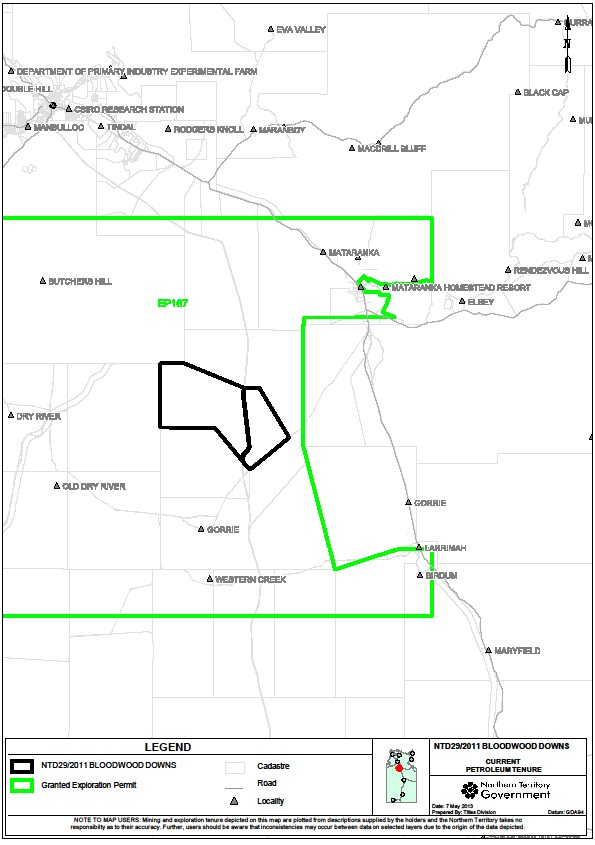 EVA VALLEY
DEPARTMENT OF PRIMARY INDUSTRY EXPERIMENTAL FARM
BLACK CAP
CSIRO RESEARCH STATION
MANBULLOC
TINDAL
RODGERS KNOLL
MARANBOY
MACDRILL BLUFF
MATARANKA
RENDEZVOUS HILL
BUTCHERS HILL
MATARANKA HOMESTEAD RESORT
ELSEY
EP167
DRY RIVER
OLD DRY RIVER
GORRIE
GORRIE
LARRIMAH
WESTERN CREEK
BIRDUM
MARYFIELD
LEGEND
NTD29/2011 BLOODWOOD DOWNS
Granted Exploration Permit
Cadastre
Road
Locality
NTD29/2011 BLOODWOOD DOWNS
CURRENT
PETROLEUM TENURE
Northern Territory
Government
Date: 7 May 2013
Prepared By: Titles Division
Datum: GDA94
NOTE TO MAP USERS: Mining and exploration tenure depicted on this map are plotted from descriptions supplied by the holders and the Northern Territory takes no
responsibilty as to their accuracy. Further, users should be aware that inconsistencies may occur between data on selected layers due to the origin of the data depicted.